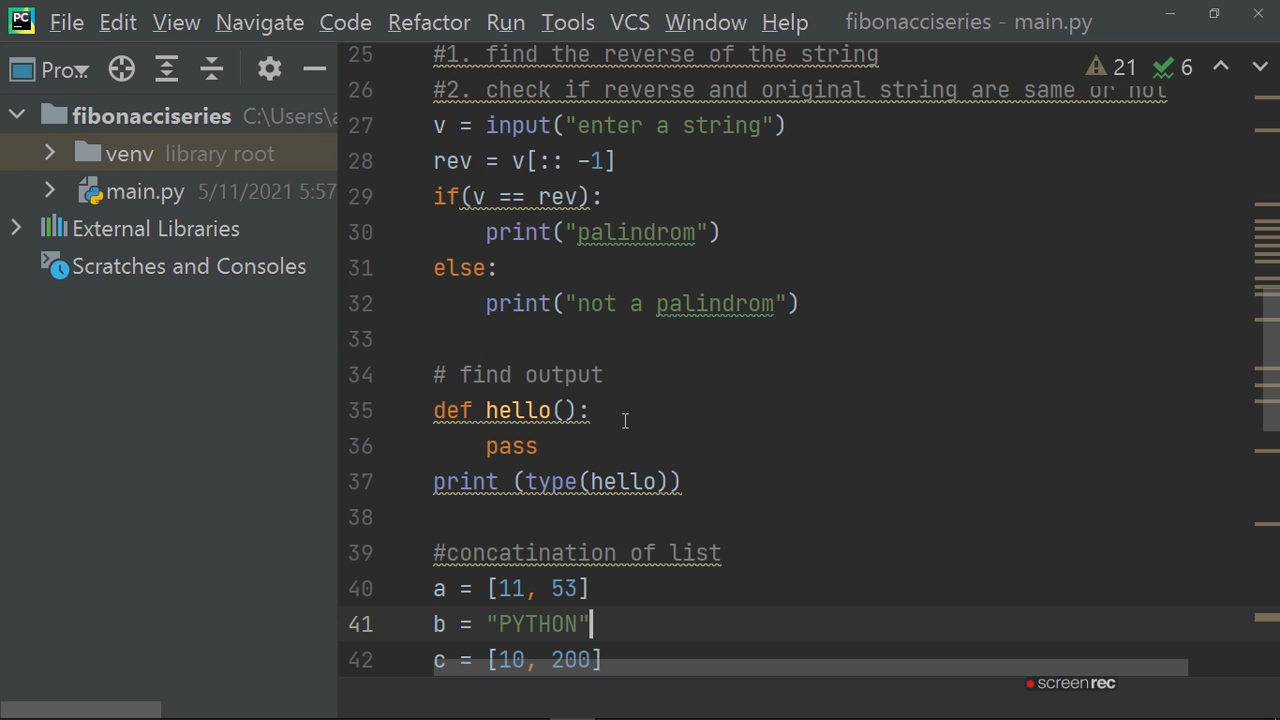 PC File Edit View Navigate Code Refactor Run Tools VCS Window Help fibonacciseries - main.py
Pro...
fibonacciseries C:\Users\a
venv library root
main.py 5/11/2021 5:57
External Libraries
Scratches and Consoles
21 6
25 #1. find the reverse of the string
26 #2. check if reverse and original string are same or not
27 v = input("enter a string")
28 rev = v[:: -1]
29 if(v == rev):
30 print("palindrom")
31 else:
32 print("not a palindrom")
33
34 # find output
35 def hello():
36 pass
37 print (type(hello))
38
39 #concatination of list
40 a = [11, 53]
41 b = "PYTHON"
42 c = [10, 200]
screenrec